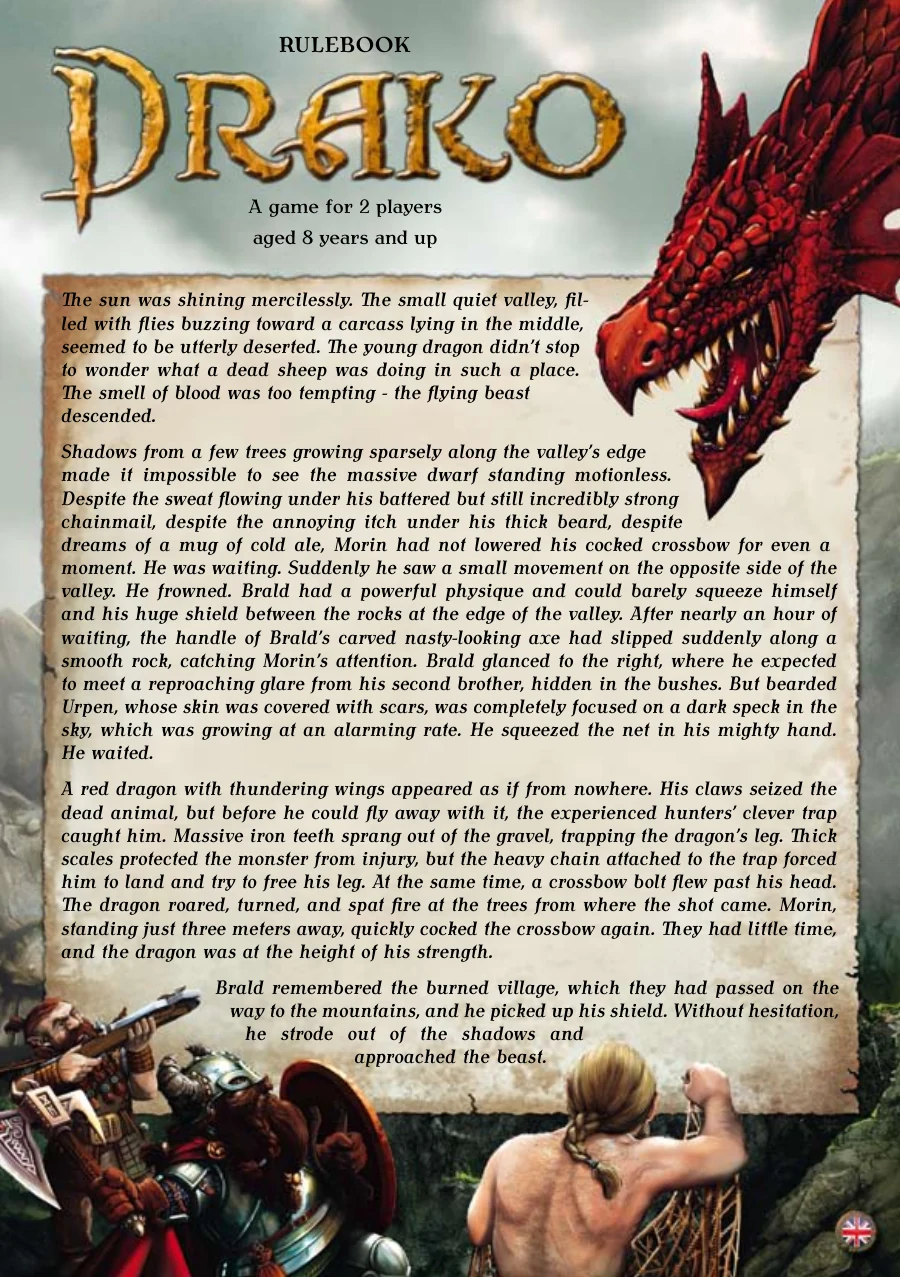 RULEBOOK
DRAKO
A game for 2 players
aged 8 years and up
The sun was shining mercilessly. The small quiet valley, fil-
led with flies buzzing toward a carcass lying in the middle,
seemed to be utterly deserted. The young dragon didn't stop
to wonder what a dead sheep was doing in such a place.
The smell of blood was too tempting - the flying beast
descended.
Shadows from a few trees growing sparsely along the valley's edge
made it impossible to see the massive dwarf standing motionless.
Despite the sweat flowing under his battered but still incredibly strong
chainmail, despite the annoying itch under his thick beard, despite
dreams of a mug of cold ale, Morin had not lowered his cocked crossbow for even a
moment. He was waiting. Suddenly he saw a small movement on the opposite side of the
valley. He frowned. Brald had a powerful physique and could barely squeeze himself
and his huge shield between the rocks at the edge of the valley. After nearly an hour of
waiting, the handle of Brald's carved nasty-looking axe had slipped suddenly along a
smooth rock, catching Morin's attention. Brald glanced to the right, where he expected
to meet a reproaching glare from his second brother, hidden in the bushes. But bearded
Urpen, whose skin was covered with scars, was completely focused on a dark speck in the
sky, which was growing at an alarming rate. He squeezed the net in his mighty hand.
He waited.
A red dragon with thundering wings appeared as if from nowhere. His claws seized the
dead animal, but before he could fly away with it, the experienced hunters' clever trap
caught him. Massive iron teeth sprang out of the gravel, trapping the dragon's leg. Thick
scales protected the monster from injury, but the heavy chain attached to the trap forced
him to land and try to free his leg. At the same time, a crossbow bolt flew past his head.
The dragon roared, turned, and spat fire at the trees from where the shot came. Morin,
standing just three meters away, quickly cocked the crossbow again. They had little time,
and the dragon was at the height of his strength.
Brald remembered the burned village, which they had passed on the
way to the mountains, and he picked up his shield. Without hesitation,
he strode out of the shadows and
approached the beast.